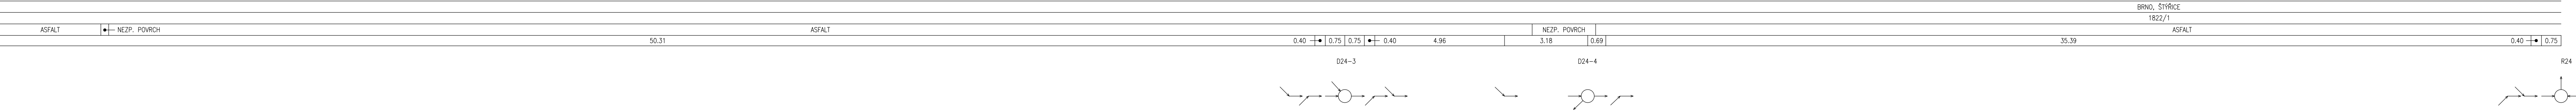 BRNO, ŠTÝŘICE
1822/1
ASFALT NEZP. POVRCH ASFALT NEZP. POVRCH ASFALT
50.31 0.40 0.75 0.75 0.40 4.96 3.18 0.69 35.39 0.40 0.75
D24-3 D24-4 R24